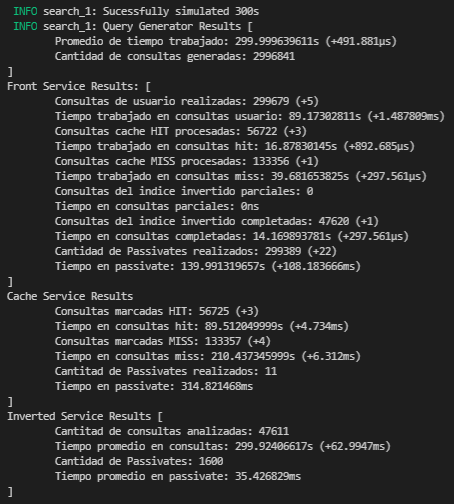 INFO search_1: Sucessfully simulated 300s
INFO search_1: Query Generator Results [
Promedio de tiempo trabajado: 299.999639611s (+491.881µs)
Cantidad de consultas generadas: 2996841
]
Front Service Results: [
Consultas de usuario realizadas: 299679 (+5)
Tiempo trabajado en consultas usuario: 89.17302811s (+1.487809ms)
Consultas cache HIT procesadas: 56722 (+3)
Tiempo trabajado en consultas hit: 16.87830145s (+892.685µs)
Consultas cache MISS procesadas: 133356 (+1)
Tiempo trabajado en consultas miss: 39.681653825s (+297.561µs)
Consultas del indice invertido parciales: 0
Tiempo en consultas parciales: 0ns
Consultas del indice invertido completadas: 47620 (+1)
Tiempo en consultas completadas: 14.169893781s (+297.561µs)
Cantidad de Passivates realizados: 299389 (+22)
Tiempo en passivate: 139.991319657s (+108.183666ms)
]
Cache Service Results
Consultas marcadas HIT: 56725 (+3)
Tiempo en consultas hit: 89.512049999s (+4.734ms)
Consultas marcadas MISS: 133357 (+4)
Tiempo en consultas miss: 210.437345999s (+6.312ms)
Cantitad de Passivates realizados: 11
Tiempo en passivate: 314.821468ms
]
Inverted Service Results [
Cantitad de consultas analizadas: 47611
Tiempo promedio en consultas: 299.92406617s (+62.9947ms)
Cantidad de Passivates: 1600
Tiempo promedio en passivate: 35.426829ms
]